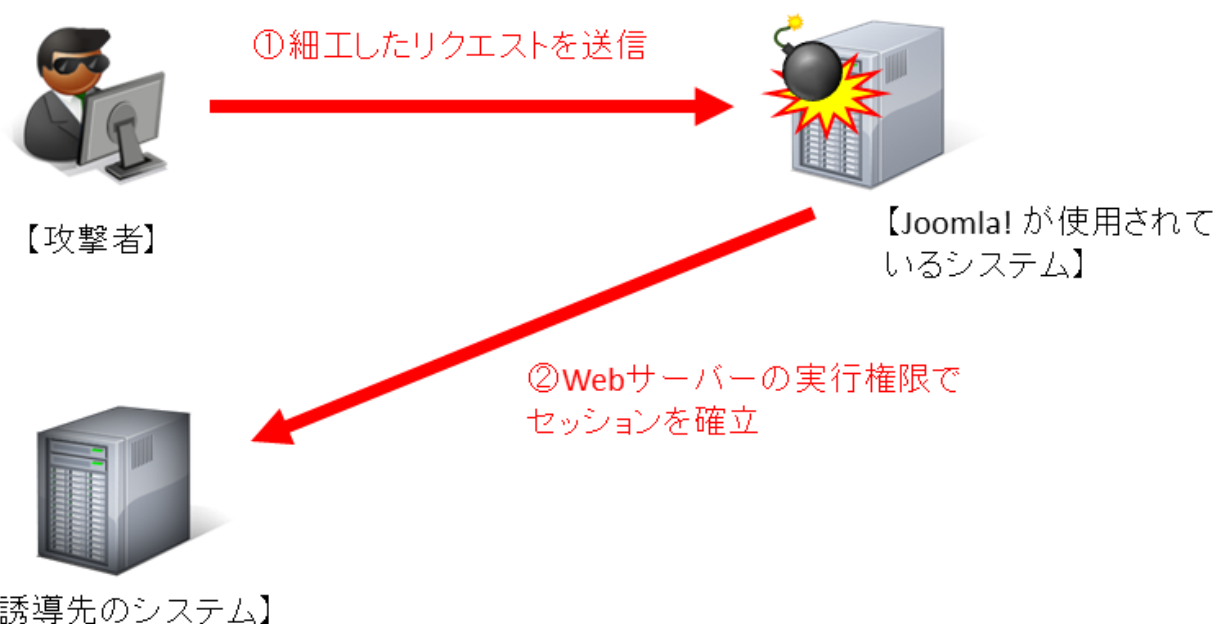 ①細工したリクエストを送信
【攻撃者】
【Joomla! が使用されて
いるシステム】
②Webサーバーの実行権限で
セッションを確立
誘導先のシステム】